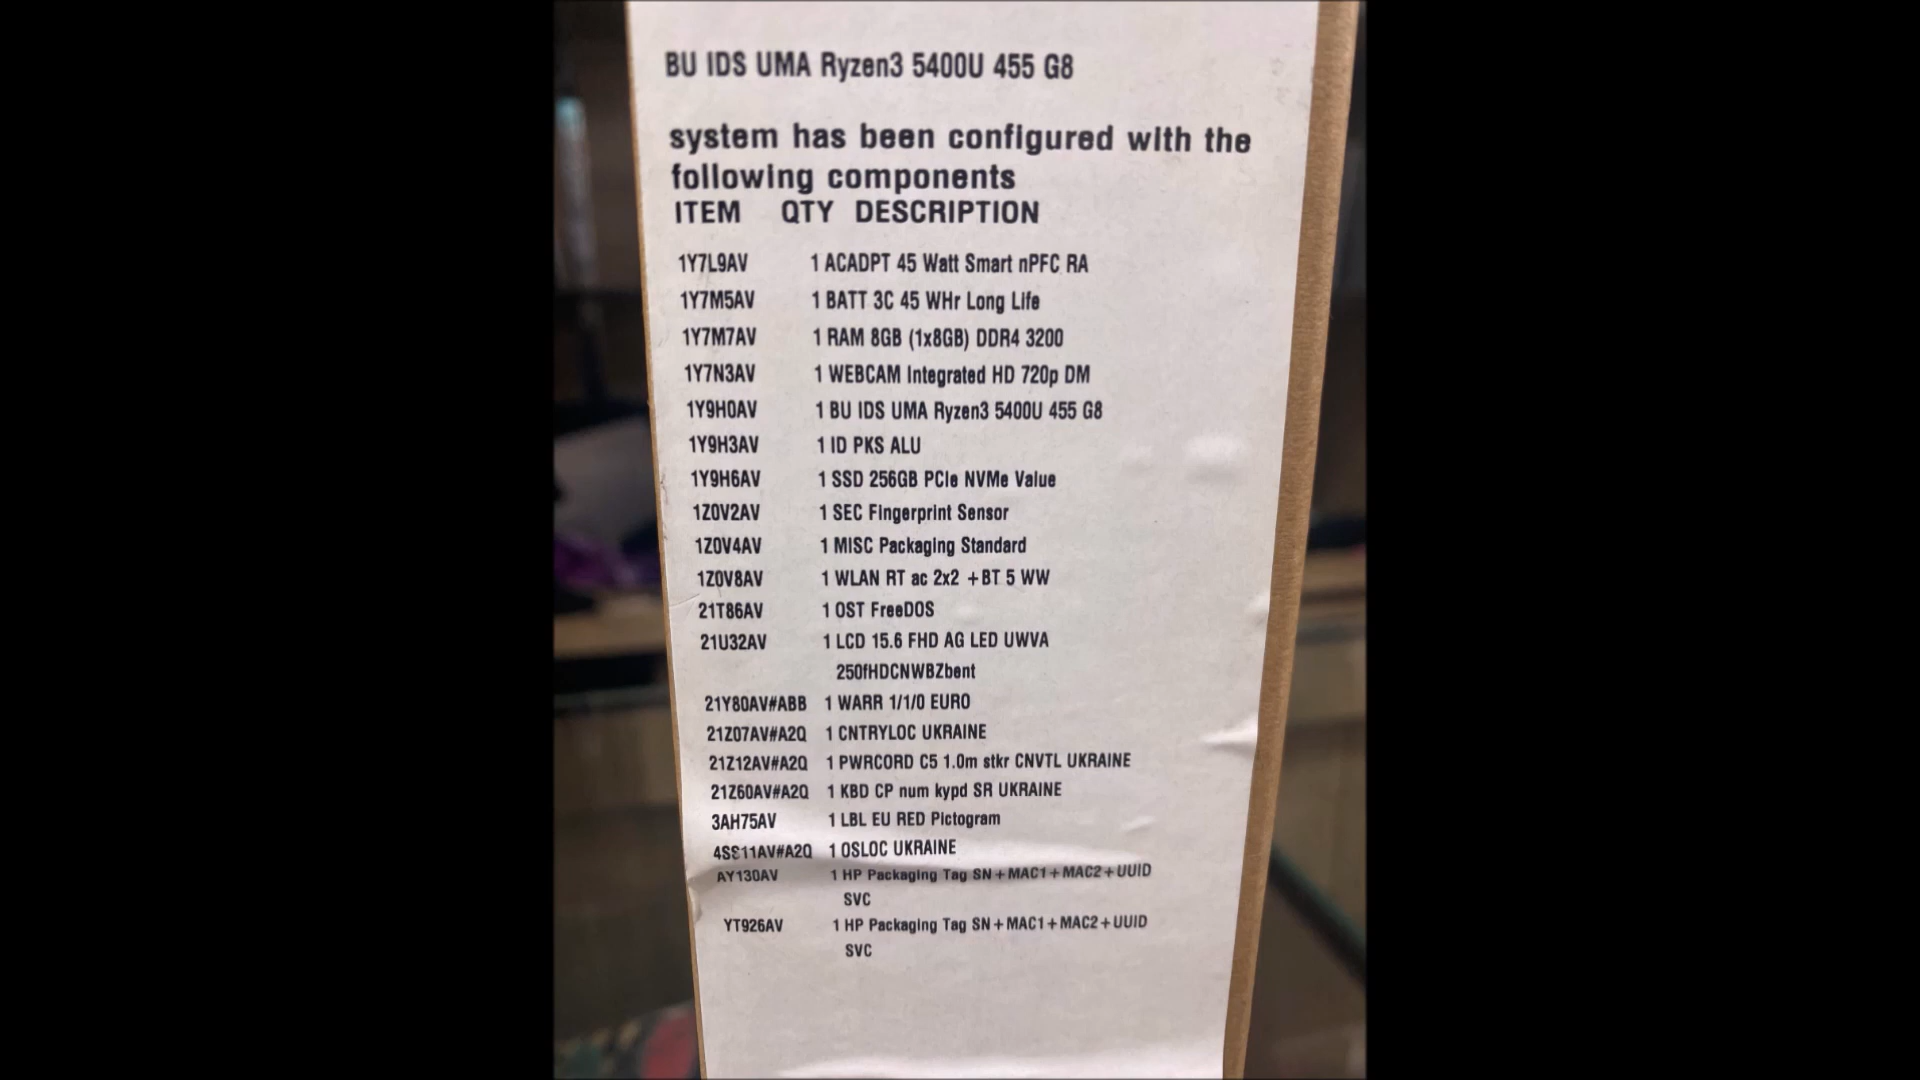 BU IDS UMA Ryzen3 5400U 455 G8
system has been configured with the
following components
ITEM QTY DESCRIPTION
1Y7L9AV 1 ACADPT 45 Watt Smart nPFC RA
1Y7M5AV 1 BATT 3C 45 WHr Long Life
1Y7M7AV 1 RAM 8GB (1x8GB) DDR4 3200
1Y7N3AV 1 WEBCAM Integrated HD 720p DM
1Y9H0AV 1 BU IDS UMA Ryzen3 5400U 455 G8
1Y9H3AV 1 ID PKS ALU
1Y9H6AV 1 SSD 256GB PCIe NVMe Value
1Z0V2AV 1 SEC Fingerprint Sensor
1Z0V4AV 1 MISC Packaging Standard
1Z0V8AV 1 WLAN RT ac 2x2 +BT 5 WW
21T86AV 1 OST FreeDOS
21U32AV 1 LCD 15.6 FHD AG LED UWVA
250fHDCNWBZbent
21Y80AV#ABB 1 WARR 1/1/0 EURO
21Z07AV#A2Q 1 CNTRYLOC UKRAINE
21Z12AV#A2Q 1 PWRCORD C5 1.0m stkr CNVTL UKRAINE
21Z60AV#A2Q 1 KBD CP num kypd SR UKRAINE
3AH75AV 1 LBL EU RED Pictogram
4SS11AV#A2Q 1 OSLOC UKRAINE
AY130AV 1 HP Packaging Tag SN+MAC1+MAC2+UUID
SVC
YT926AV 1 HP Packaging Tag SN+MAC1+MAC2+UUID
SVC